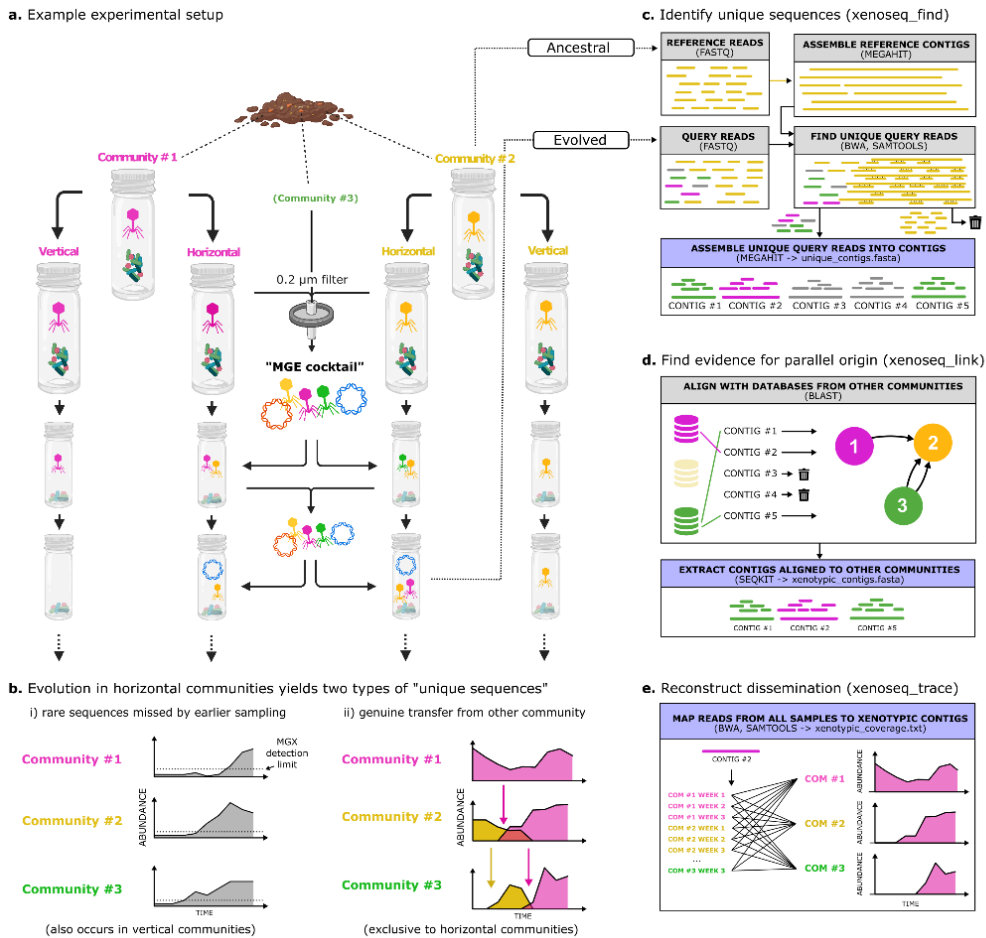 a. Example experimental setup
Community #1
Community #2
(Community #3)
Vertical
Horizontal
Horizontal
Vertical
0.2 µm filter
"MGE cocktail"
Ancestral
Evolved
b. Evolution in horizontal communities yields two types of "unique sequences"
i) rare sequences missed by earlier sampling
Community #1
Community #2
Community #3
MGX
detection
limit
ABUNDANCE
TIME
(also occurs in vertical communities)
ii) genuine transfer from other community
Community #1
Community #2
Community #3
ABUNDANCE
TIME
(exclusive to horizontal communities)
c. Identify unique sequences (xenoseq_find)
REFERENCE READS
(FASTQ)
ASSEMBLE REFERENCE CONTIGS
(MEGAHIT)
QUERY READS
(FASTQ)
FIND UNIQUE QUERY READS
(BWA, SAMTOOLS)
ASSEMBLE UNIQUE QUERY READS INTO CONTIGS
(MEGAHIT -> unique_contigs.fasta)
CONTIG #1 CONTIG #2 CONTIG #3 CONTIG #4 CONTIG #5
d. Find evidence for parallel origin (xenoseq_link)
ALIGN WITH DATABASES FROM OTHER COMMUNITIES
(BLAST)
CONTIG #1
CONTIG #2
CONTIG #3
CONTIG #4
CONTIG #5
1
2
3
EXTRACT CONTIGS ALIGNED TO OTHER COMMUNITIES
(SEQKIT -> xenotypic_contigs.fasta)
CONTIG #1 CONTIG #2 CONTIG #5
e. Reconstruct dissemination (xenoseq_trace)
MAP READS FROM ALL SAMPLES TO XENOTYPIC CONTIGS
(BWA, SAMTOOLS -> xenotypic_coverage.txt)
CONTIG #2
COM #1 WEEK 1
COM #1 WEEK 2
COM #1 WEEK 3
COM #2 WEEK 1
COM #2 WEEK 2
COM #2 WEEK 3
...
COM #3 WEEK 3
COM #1
COM #2
COM #3
ABUNDANCE
ABUNDANCE
ABUNDANCE
TIME